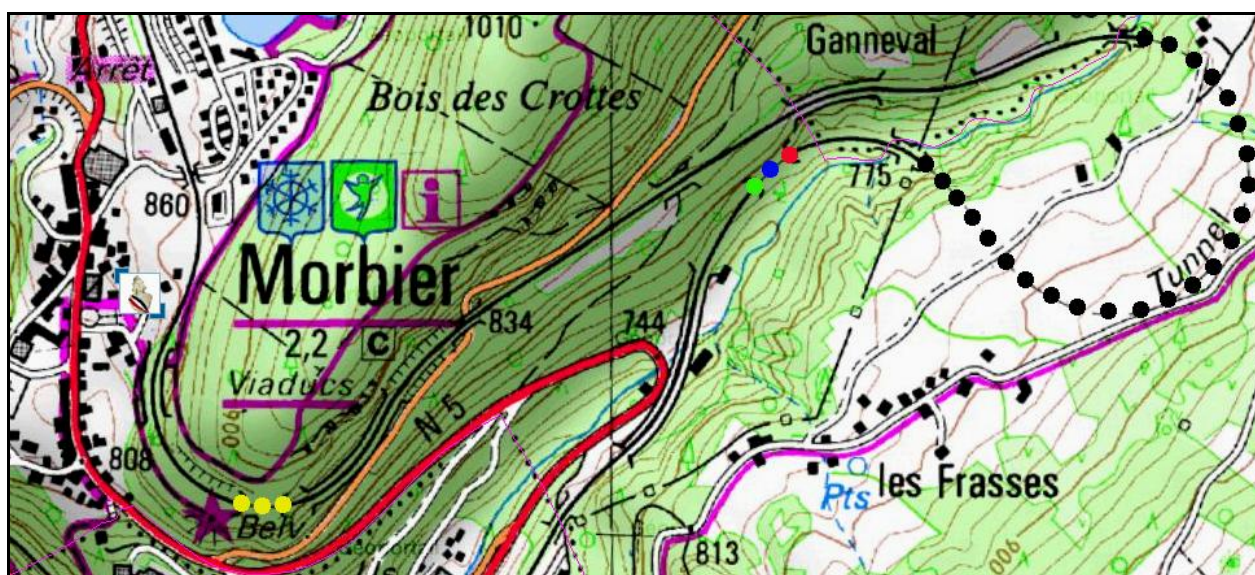 1010
Ganneval
Arrêt
Bois des Crottes
860
775
i
Morbier
Tunnel
834
744
2,2 C
Viaducs
N 5
808
les Frasses
Pts
Belv.
900
813
900